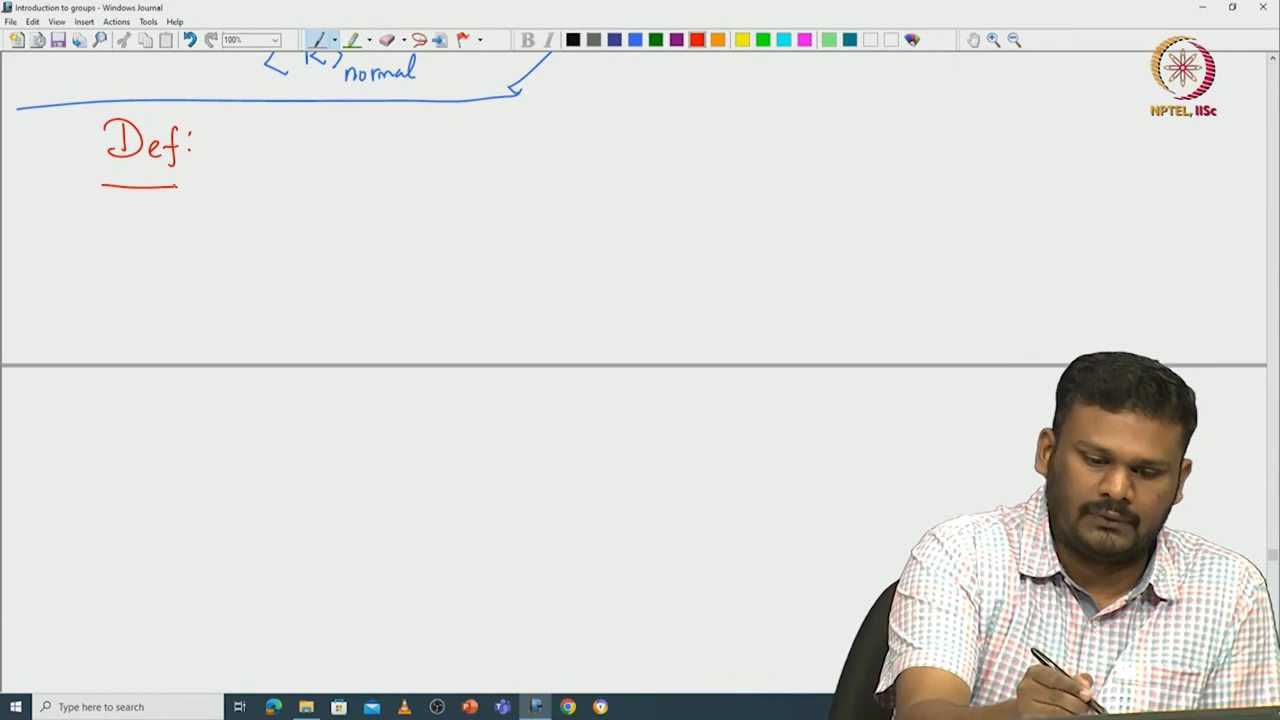 Introduction to groups - Windows Journal
File Edit View Insert Actions Tools Help
100%
B I
NPTEL, IISc
< R > normal
Def:
Type here to search